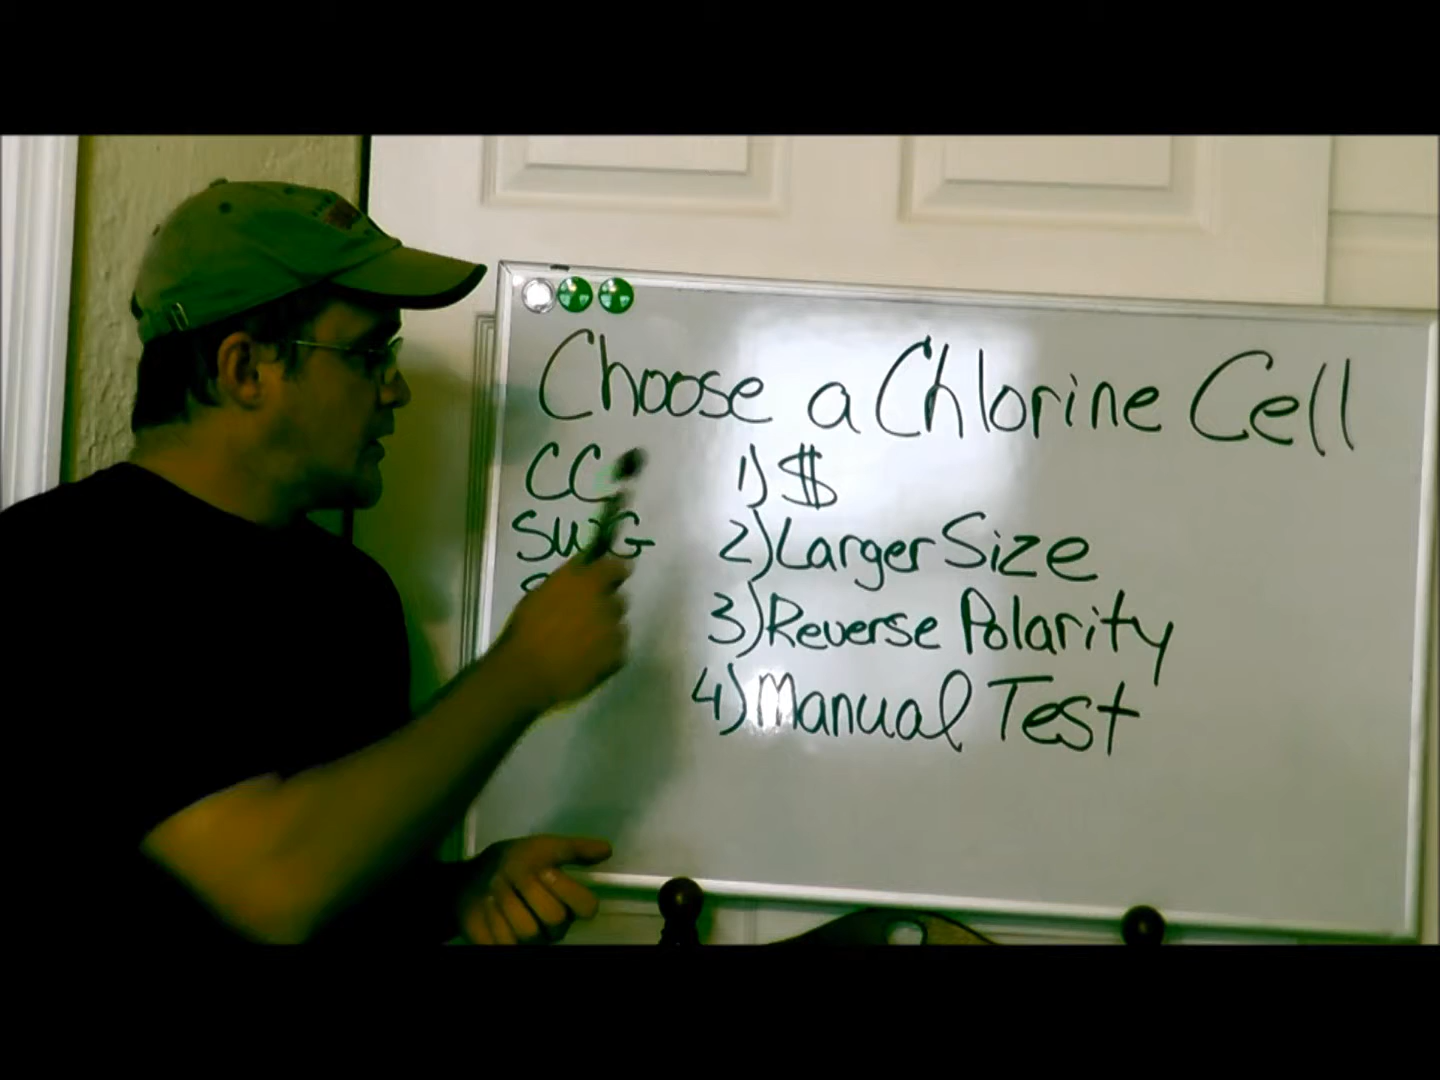 Choose a Chlorine Cell
CC
SWG
1) $
2) Larger Size
3) Reverse Polarity
4) Manual Test